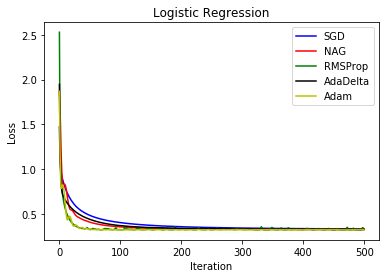 Logistic Regression
SGD
NAG
RMSProp
AdaDelta
Adam
2.5
2.0
1.5
1.0
0.5
Loss
0 100 200 300 400 500
Iteration